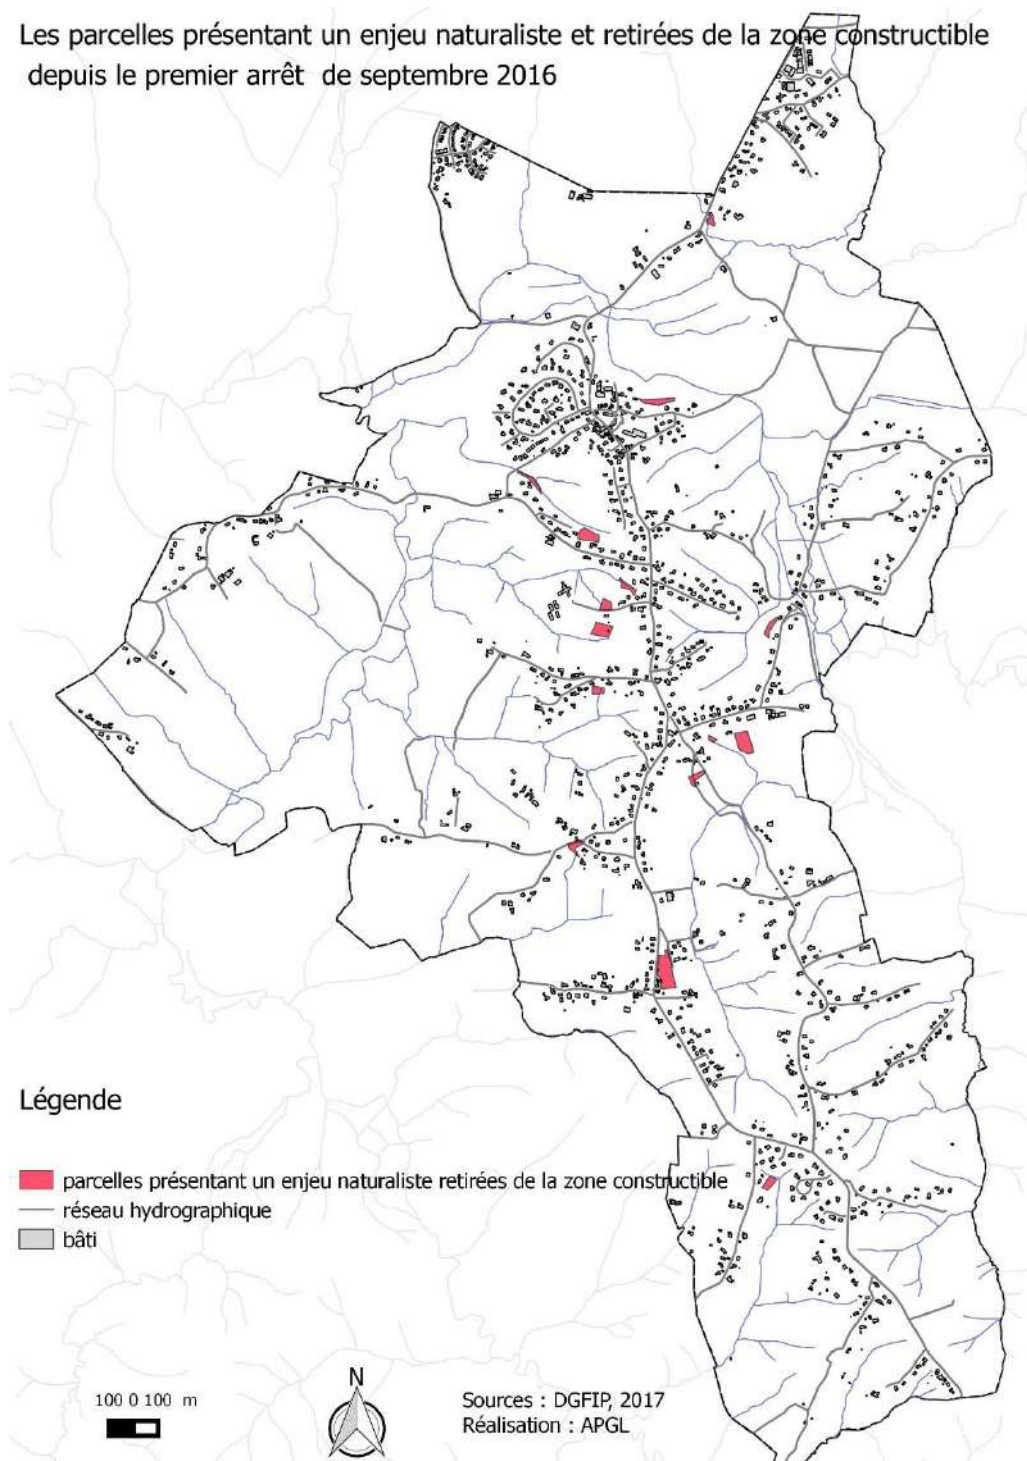 Les parcelles présentant un enjeu naturaliste et retirées de la zone constructible
depuis le premier arrêt de septembre 2016
Légende
parcelles présentant un enjeu naturaliste retirées de la zone constructible
réseau hydrographique
bâti
100 0 100 m
N
Sources : DGFIP, 2017
Réalisation : APGL